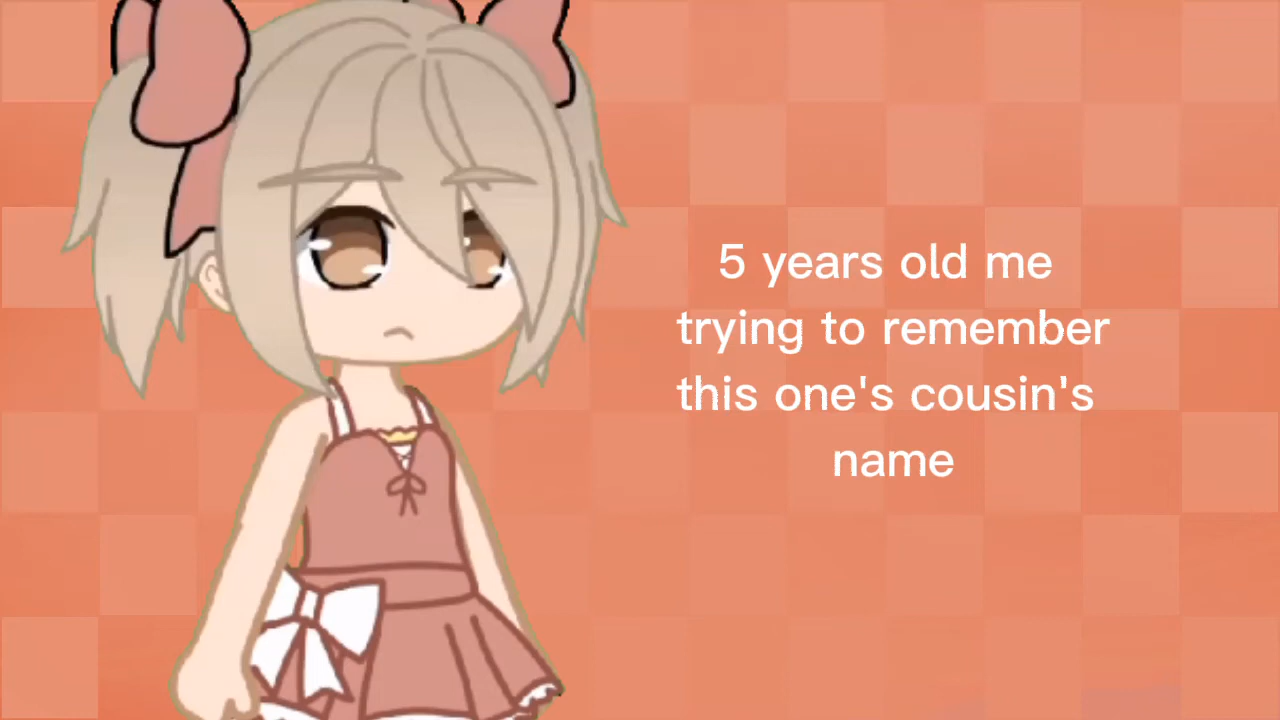 5 years old me
trying to remember
this one's cousin's
name